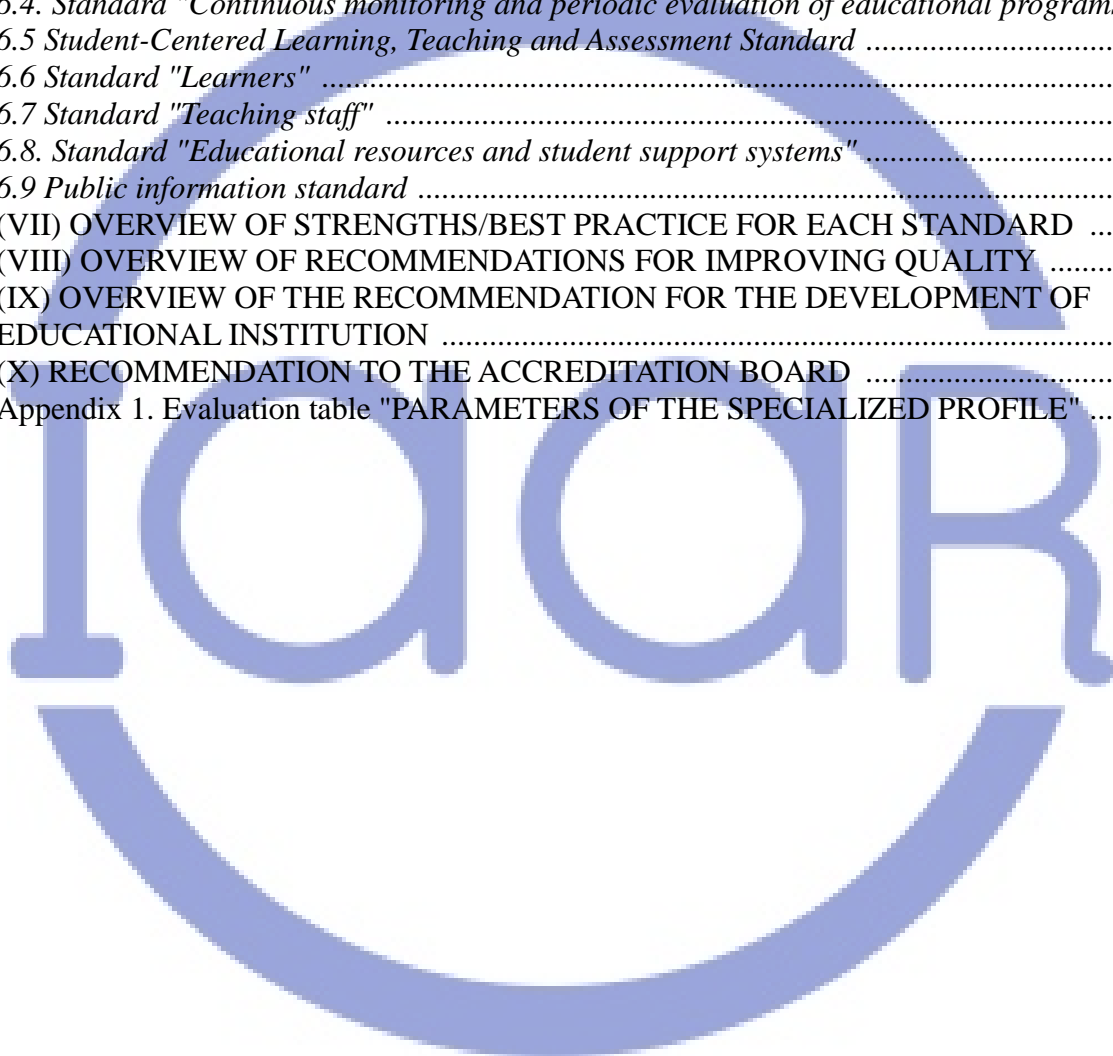 6.4. Standard "Continuous monitoring and periodic evaluation of educational programs
6.5 Student-Centered Learning, Teaching and Assessment Standard ...............................
6.6 Standard "Learners" ....................................................................................................
6.7 Standard "Teaching staff" ............................................................................................
6.8. Standard "Educational resources and student support systems" ................................
6.9 Public information standard ........................................................................................
(VII) OVERVIEW OF STRENGTHS/BEST PRACTICE FOR EACH STANDARD ...
(VIII) OVERVIEW OF RECOMMENDATIONS FOR IMPROVING QUALITY ........
(IX) OVERVIEW OF THE RECOMMENDATION FOR THE DEVELOPMENT OF
EDUCATIONAL INSTITUTION .....................................................................................
(X) RECOMMENDATION TO THE ACCREDITATION BOARD ................................
Appendix 1. Evaluation table "PARAMETERS OF THE SPECIALIZED PROFILE" ...
IaaR